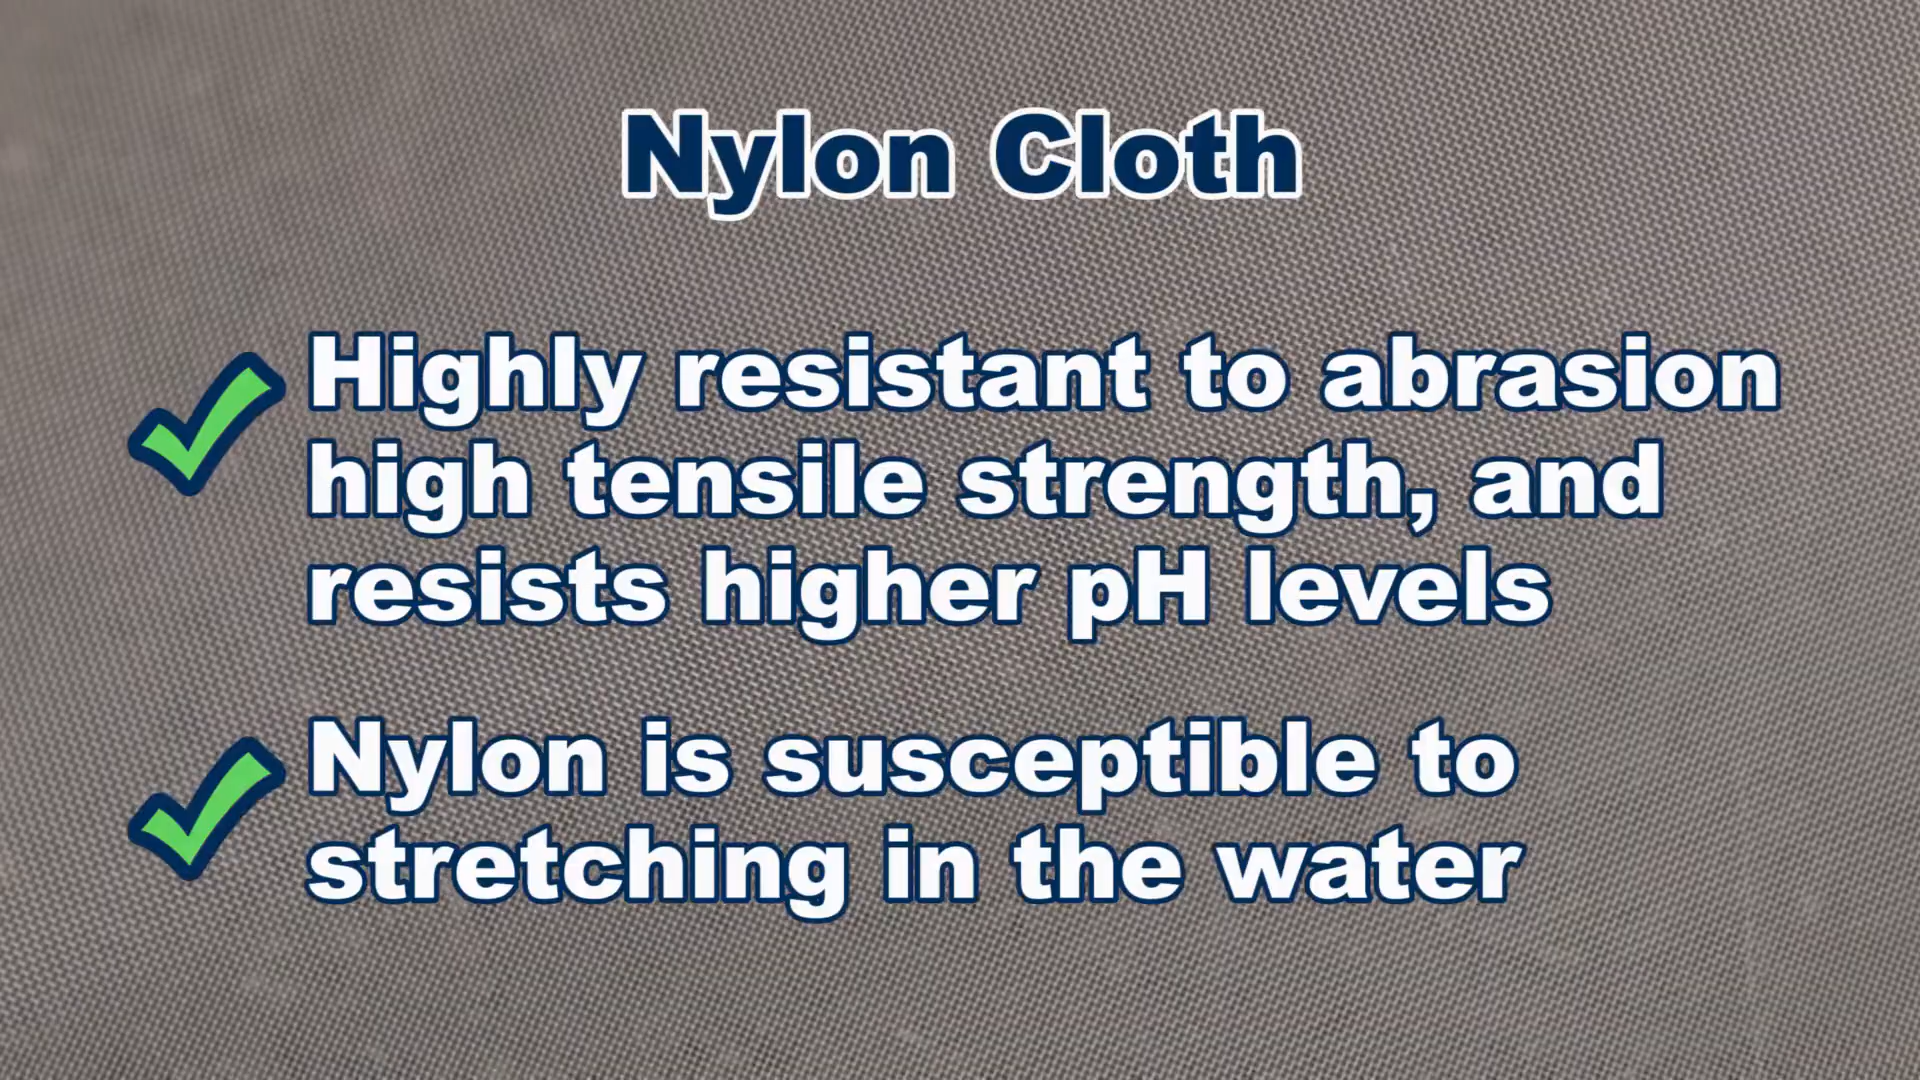 Nylon Cloth
Highly resistant to abrasion
high tensile strength, and
resists higher pH levels
Nylon is susceptible to
stretching in the water